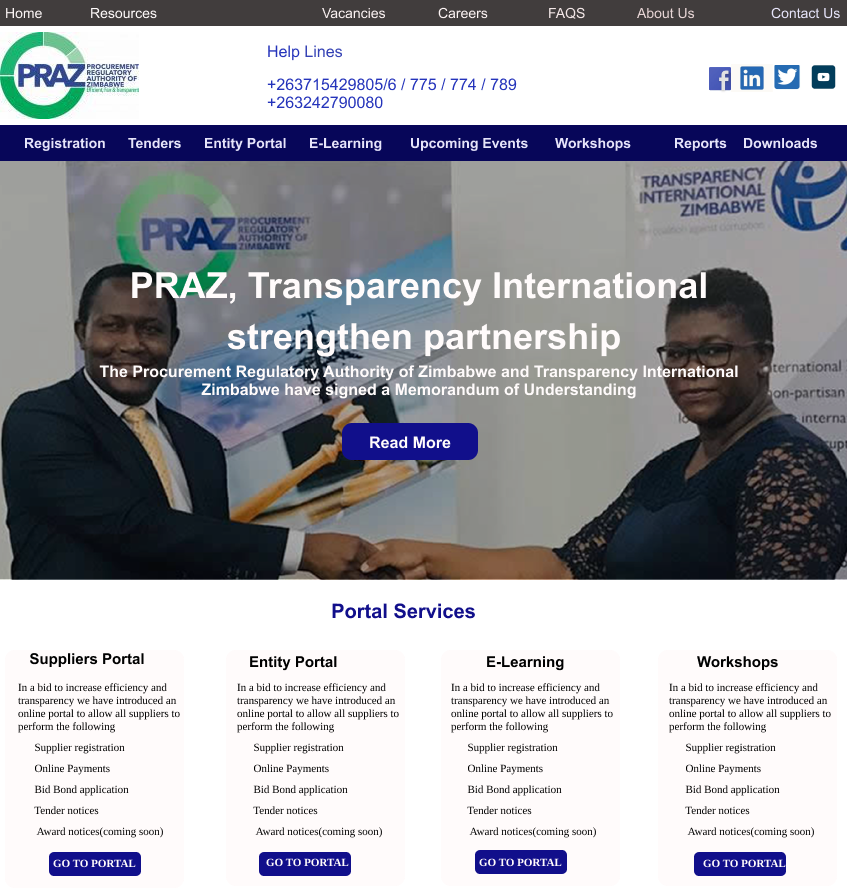 Home Resources Vacancies Careers FAQS About Us Contact Us
PRAZ PROCUREMENT
REGULATORY
AUTHORITY OF
ZIMBABWE
Efficient, Fair & Transparent
Help Lines
+263715429805/6 / 775 / 774 / 789
+263242790080
Registration Tenders Entity Portal E-Learning Upcoming Events Workshops Reports Downloads
PRAZ PROCUREMENT
REGULATORY
AUTHORITY OF
ZIMBABWE
TRANSPARENCY
INTERNATIONAL
ZIMBABWE
the coalition against corruption
PRAZ, Transparency International
strengthen partnership
The Procurement Regulatory Authority of Zimbabwe and Transparency International
Zimbabwe have signed a Memorandum of Understanding
Read More
Portal Services
Suppliers Portal
In a bid to increase efficiency and
transparency we have introduced an
online portal to allow all suppliers to
perform the following
Supplier registration
Online Payments
Bid Bond application
Tender notices
Award notices(coming soon)
GO TO PORTAL
Entity Portal
In a bid to increase efficiency and
transparency we have introduced an
online portal to allow all suppliers to
perform the following
Supplier registration
Online Payments
Bid Bond application
Tender notices
Award notices(coming soon)
GO TO PORTAL
E-Learning
In a bid to increase efficiency and
transparency we have introduced an
online portal to allow all suppliers to
perform the following
Supplier registration
Online Payments
Bid Bond application
Tender notices
Award notices(coming soon)
GO TO PORTAL
Workshops
In a bid to increase efficiency and
transparency we have introduced an
online portal to allow all suppliers to
perform the following
Supplier registration
Online Payments
Bid Bond application
Tender notices
Award notices(coming soon)
GO TO PORTAL